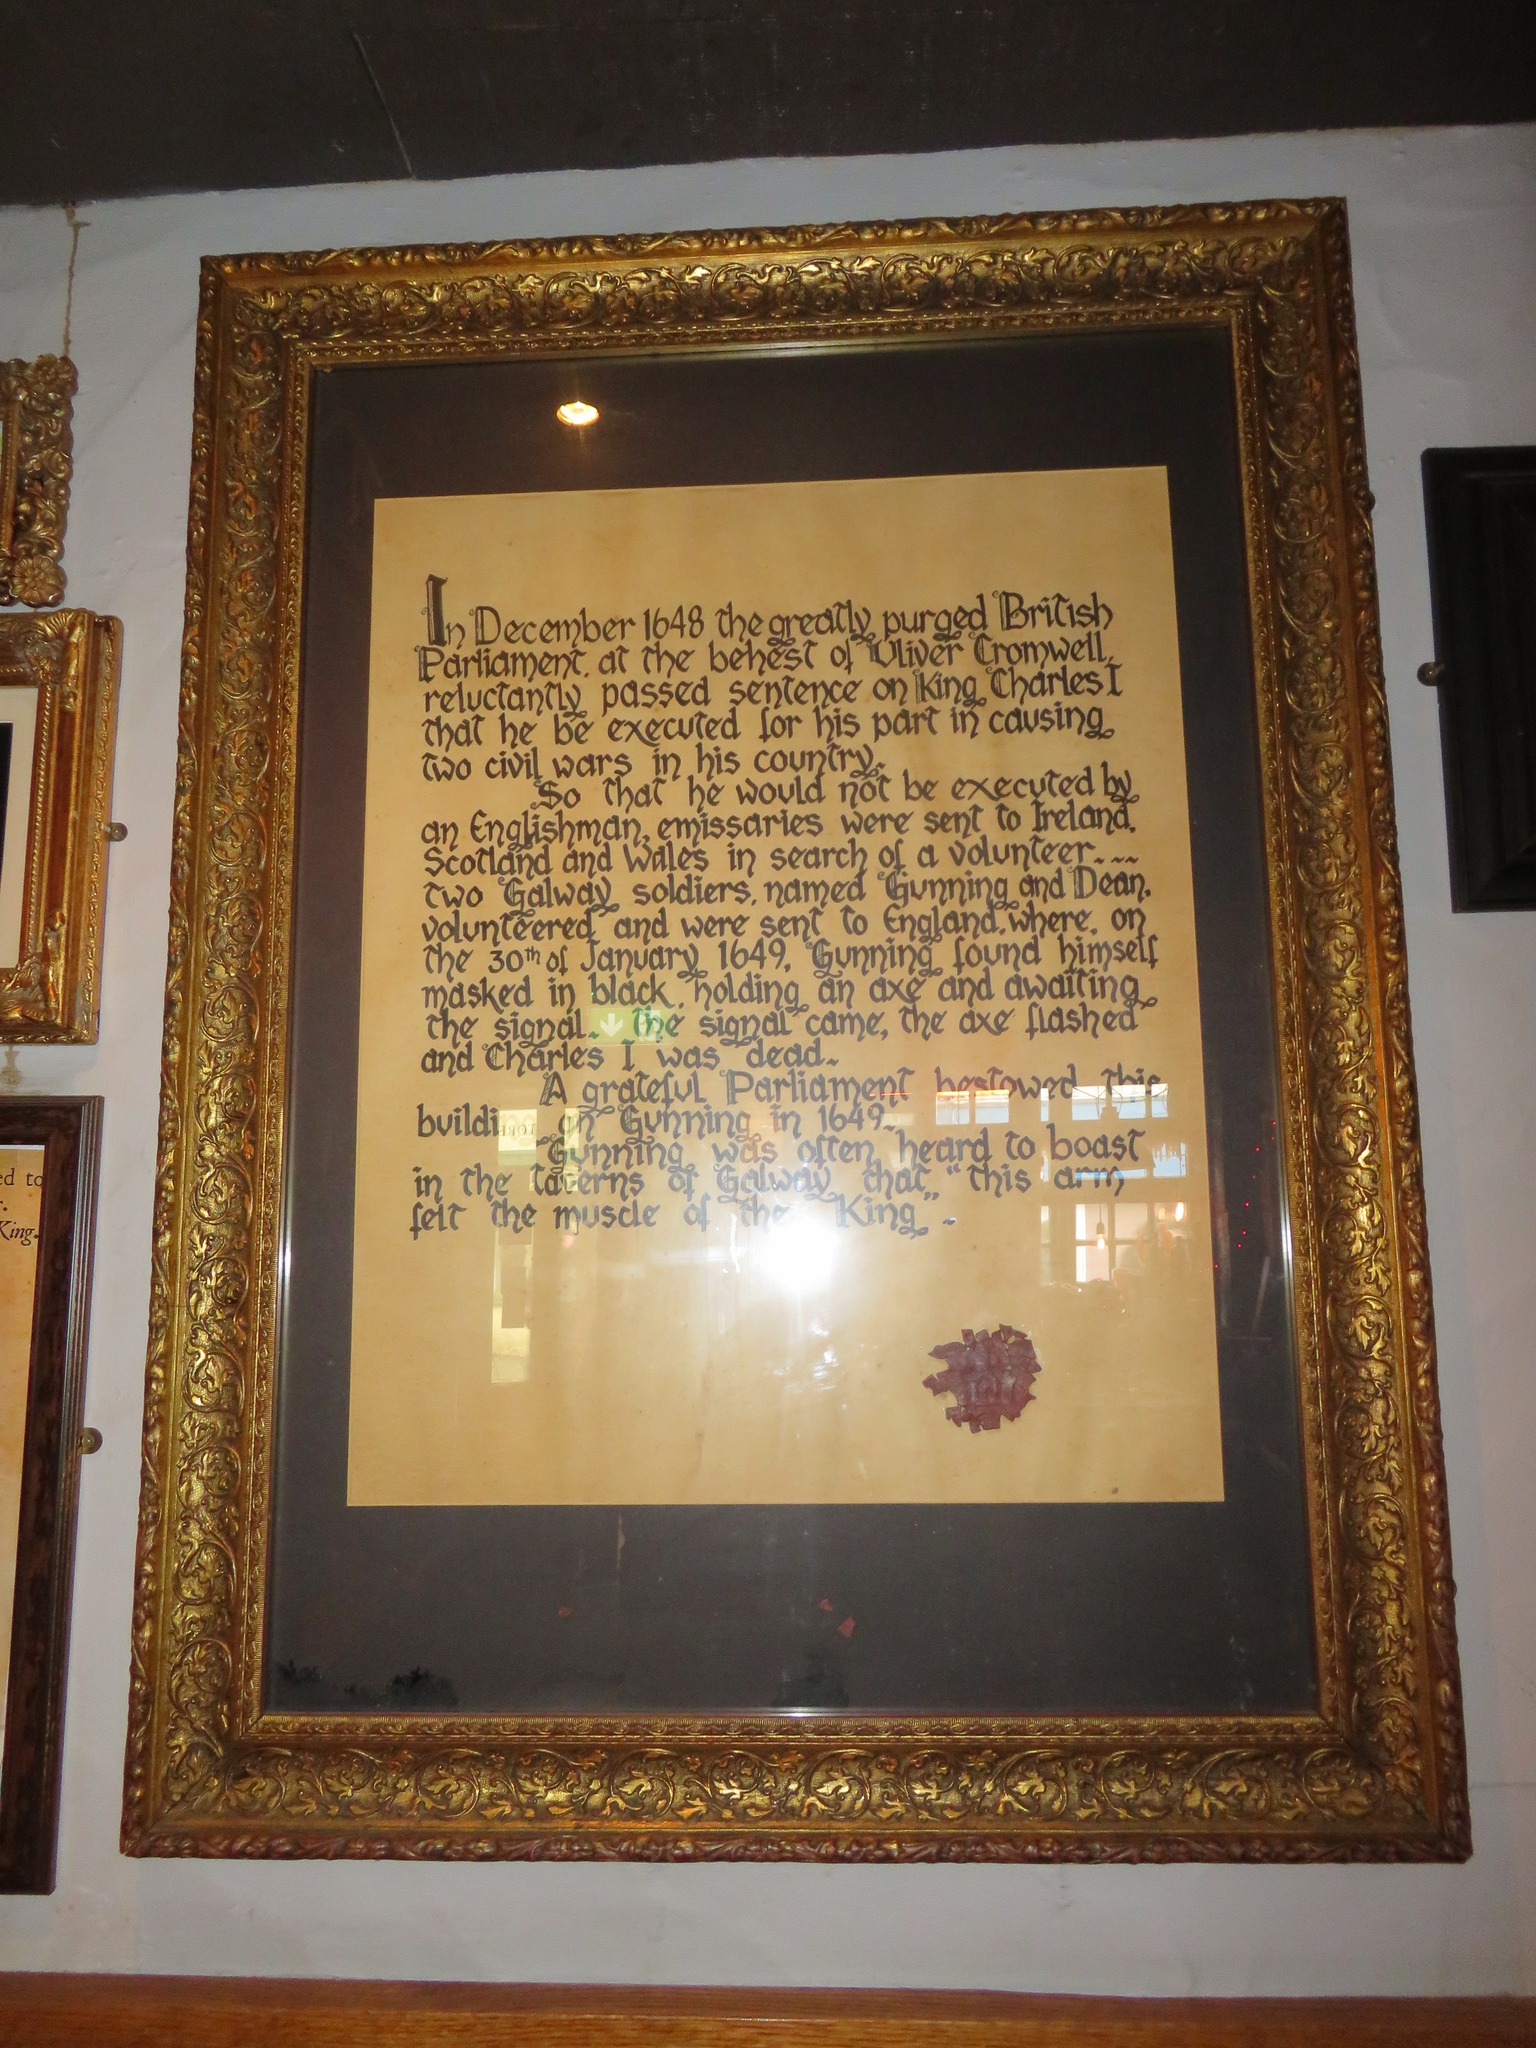 In December 1648 the greatly purged British
Parliament, at the behest of Oliver Cromwell,
reluctantly passed sentence on King Charles I
that he be executed for his part in causing
two civil wars in his country.
So that he would not be executed by
an Englishman, emissaries were sent to Ireland,
Scotland and Wales in search of a volunteer....
two Galway soldiers, named Gunning and Dean,
volunteered and were sent to England, where, on
the 30th of January 1649, Gunning found himself
masked in black, holding an axe and awaiting
the signal. The signal came, the axe flashed
and Charles I was dead.
A grateful Parliament bestowed this
buildi on Gunning in 1649.
Gunning was often heard to boast
in the taverns of Galway that,, "this arm
felt the muscle of the King .
ed to
r.
King.